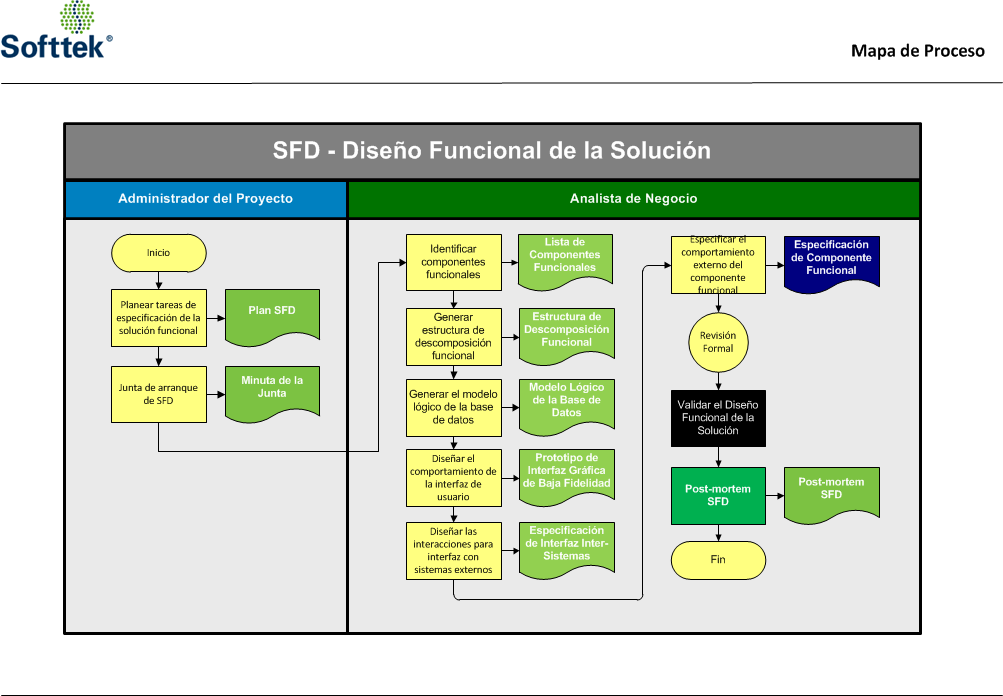 Softtek®
Mapa de Proceso
SFD - Diseño Funcional de la Solución
Administrador del Proyecto
Analista de Negocio
Inicio
Planear tareas de
especificación de la
solución funcional
Plan SFD
Junta de arranque
de SFD
Minuta de la
Junta
Identificar
componentes
funcionales
Lista de
Componentes
Funcionales
Generar
estructura de
descomposición
funcional
Estructura de
Descomposición
Funcional
Generar el modelo
lógico de la base
de datos
Modelo Lógico
de la Base de
Datos
Diseñar el
comportamiento de
la interfaz de
usuario
Prototipo de
Interfaz Gráfica
de Baja Fidelidad
Diseñar las
interacciones para
interfaz con
sistemas externos
Especificación
de Interfaz Inter-
Sistemas
Especificar el
comportamiento
externo del
componente
funcional
Especificación
de Componente
Funcional
Revisión
Formal
Validar el Diseño
Funcional de la
Solución
Post-mortem
SFD
Post-mortem
SFD
Fin